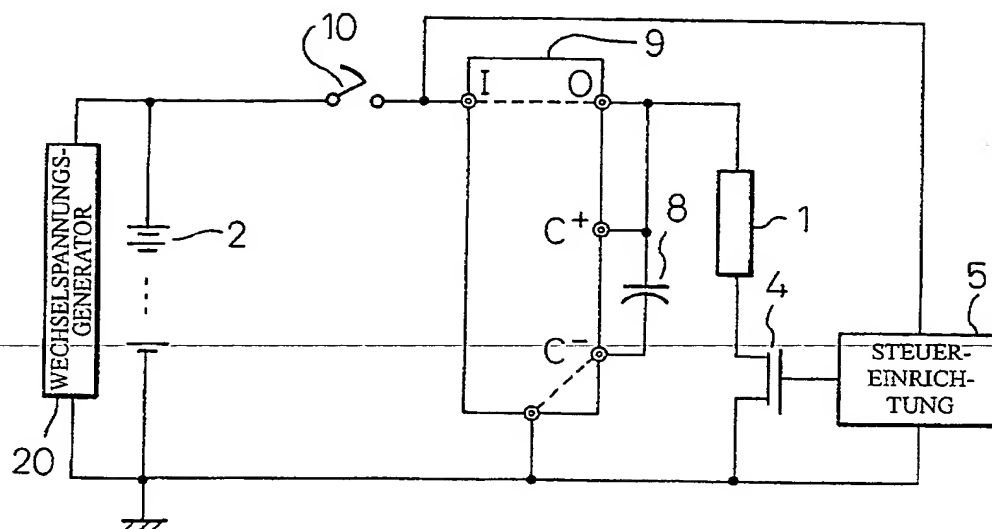 10
9
I
O
WECHSELSPANNUNGS-
GENERATOR
2
C+
8
1
C-
4
5
STEUER-
EINRICH-
TUNG
20